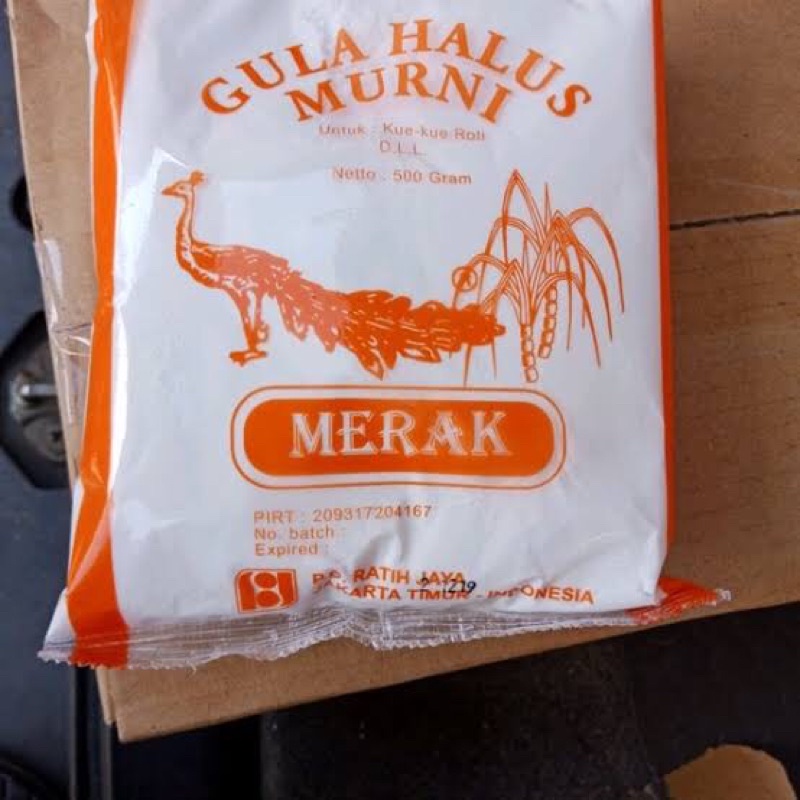 GULA HALUS
MURNI
Untuk : Kue-kue Roti
D.L.L.
Netto : 500 Gram
MERAK
PIRT : 209317204167
No. batch :
Expired :
RATIH JAYA
JAKARTA TIMUR - INDONESIA